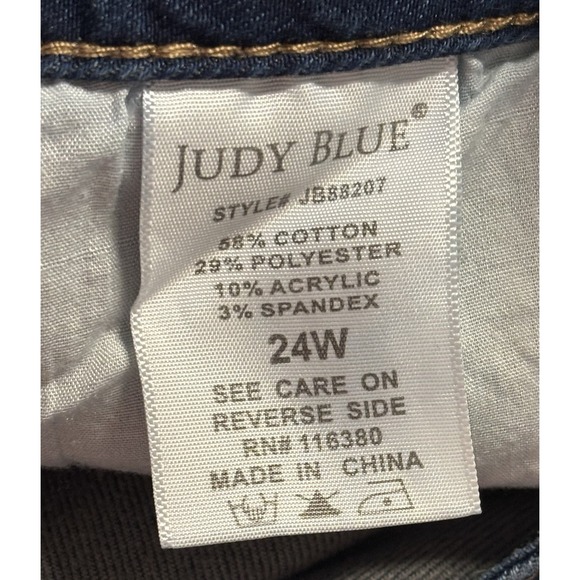 JUDY BLUE®
STYLE# JB88207
58% COTTON
29% POLYESTER
10% ACRYLIC
3% SPANDEX
24W
SEE CARE ON
REVERSE SIDE
RN# 116380
MADE IN CHINA